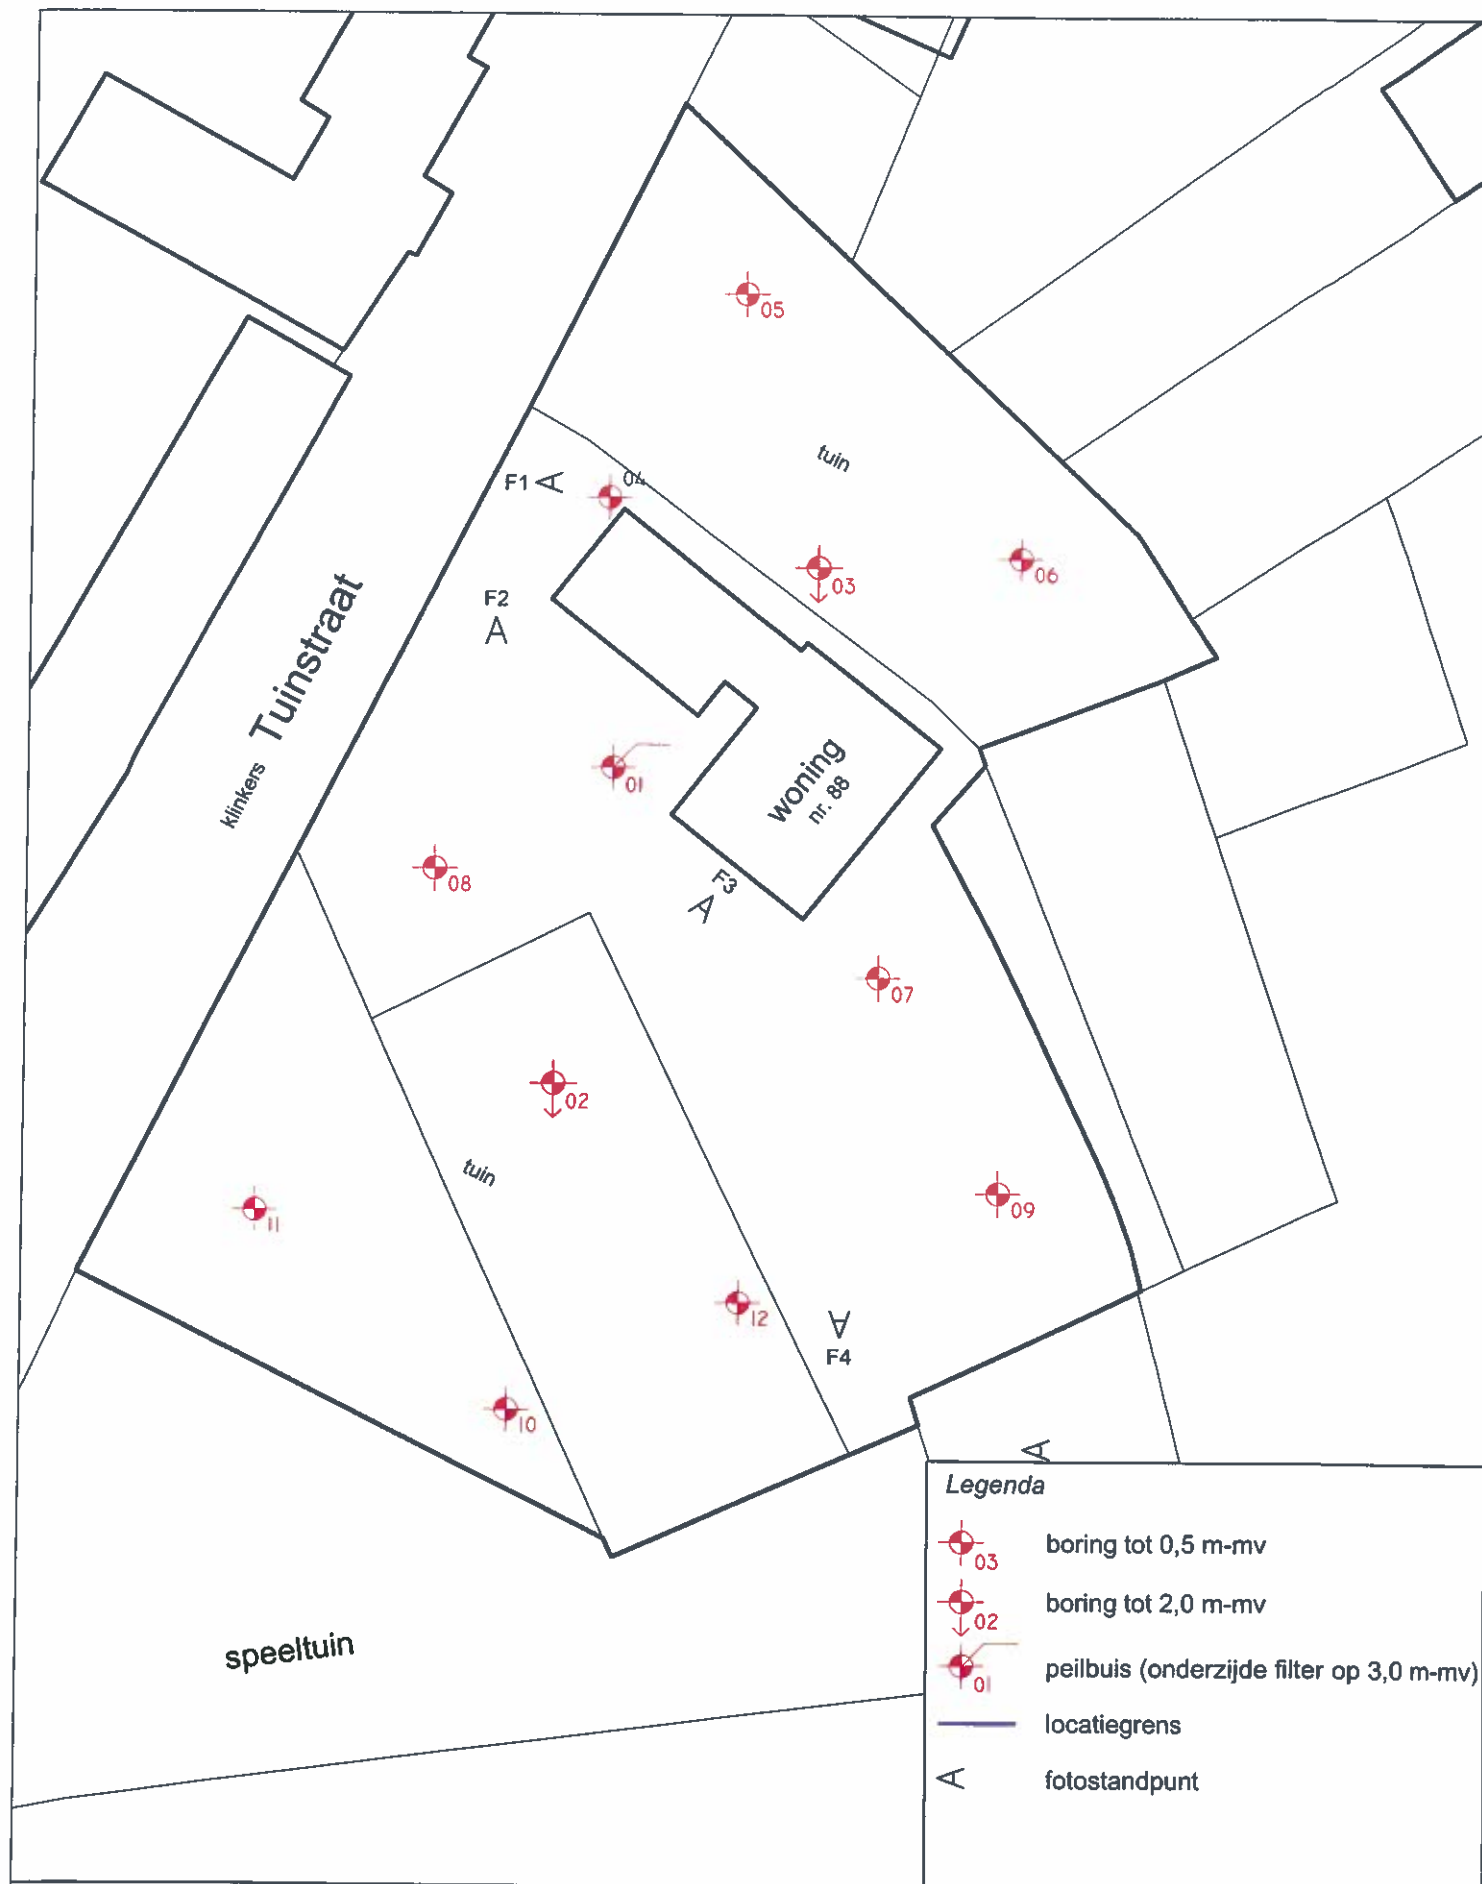 05
tuin
F1
04
03
06
F2
Tuinstraat
klinkers
01
woning
nr. 88
08
F3
07
02
tuin
09
11
12
F4
10
Legenda
03 boring tot 0,5 m-mv
02 boring tot 2,0 m-mv
01 peilbuis (onderzijde filter op 3,0 m-mv)
locatiegrens
fotostandpunt
speeltuin